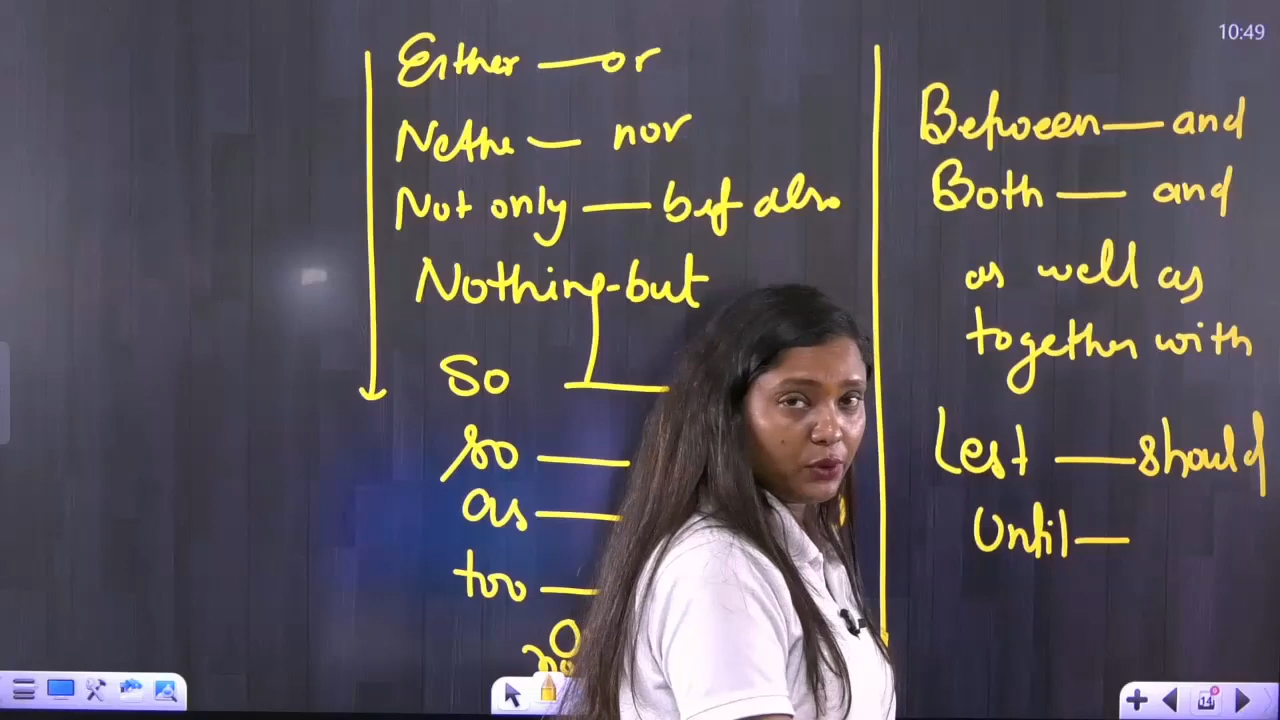 Either — or
Neithe — nor
Not only — but also
Nothing-but
So —
so —
as —
too —
10:49
Between — and
Both — and
as well as
together with
Lest — should
Until —
14